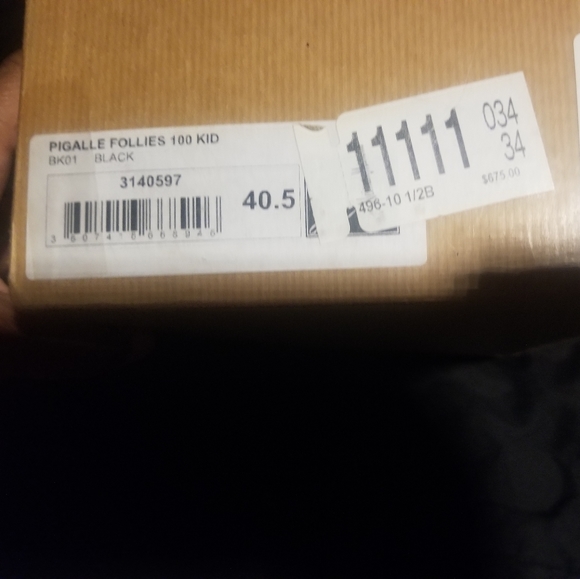 PIGALLE FOLLIES 100 KID
BK01 BLACK
3140597
40.5
11111
034
34
$675.00
496-10 1/2B